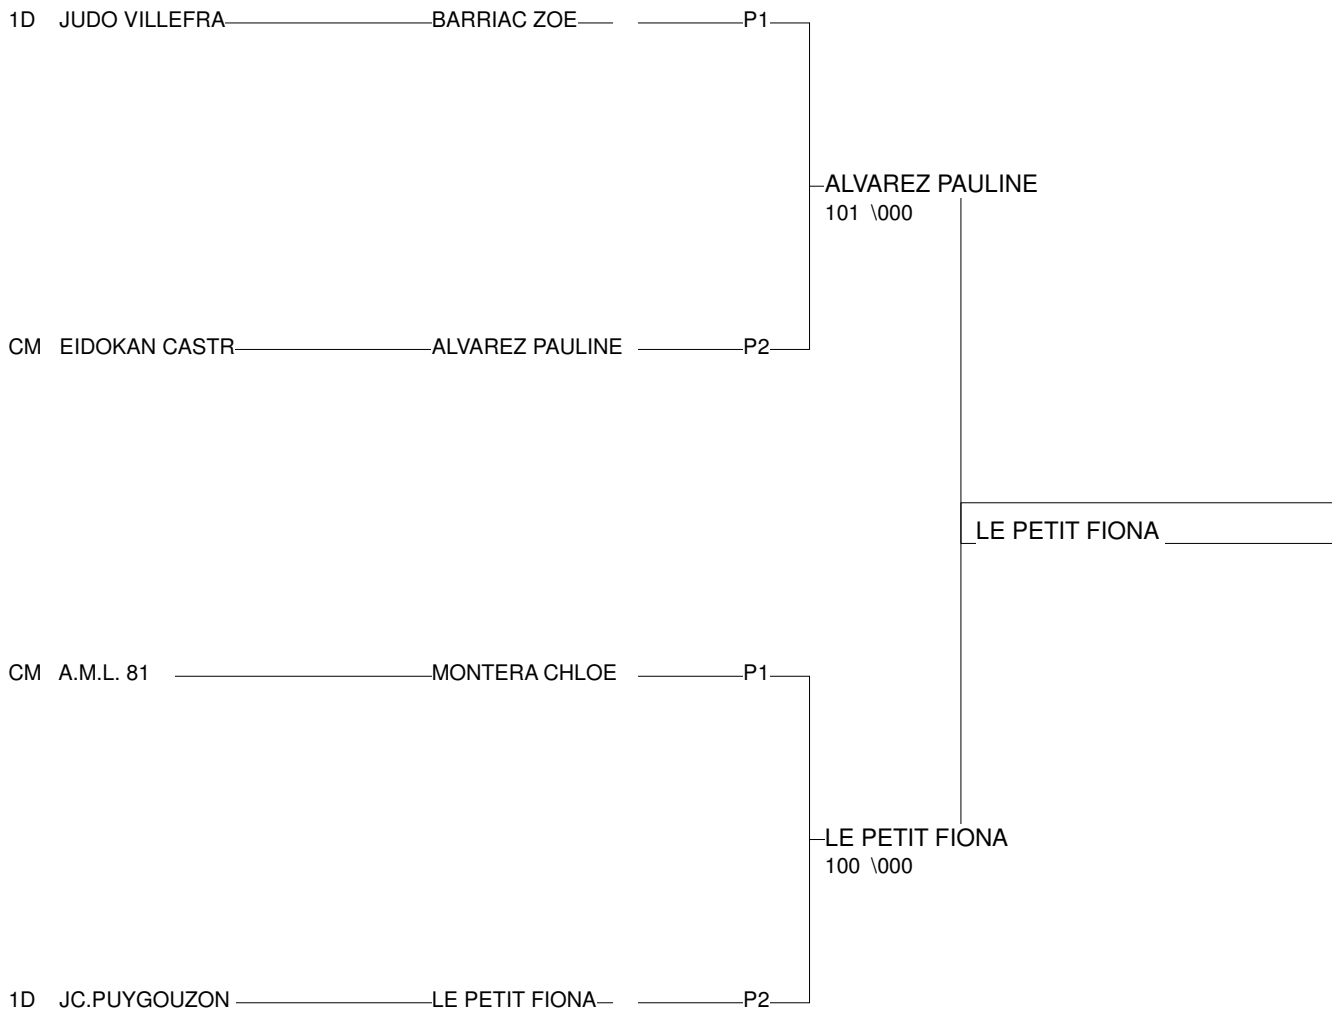 1D JUDO VILLEFRA BARRIAC ZOE P1
ALVAREZ PAULINE
101 \000
CM EIDOKAN CASTR ALVAREZ PAULINE P2
LE PETIT FIONA
CM A.M.L. 81 MONTERA CHLOE P1
LE PETIT FIONA
100 \000
1D JC.PUYGOUZON LE PETIT FIONA P2